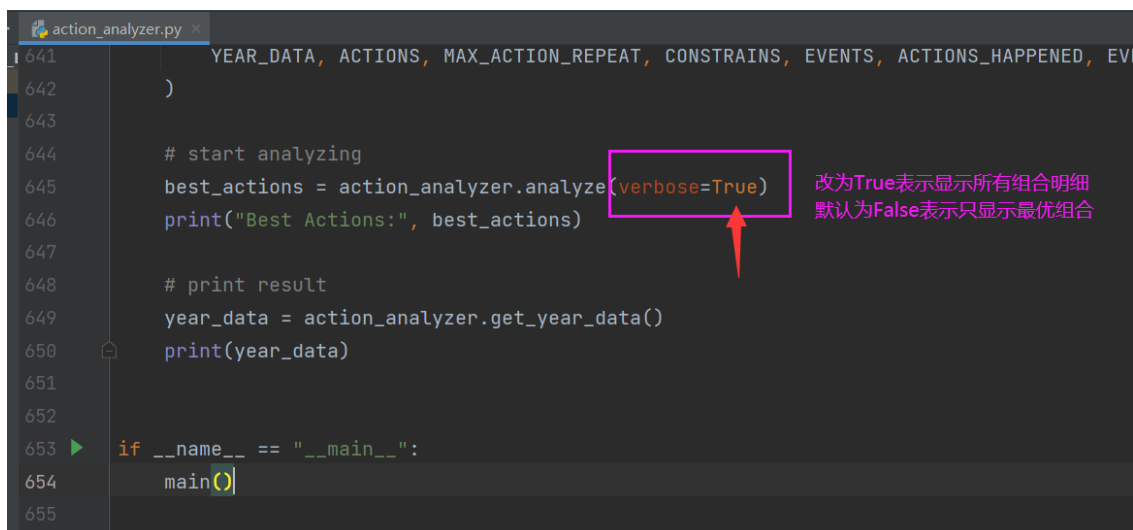 action_analyzer.py
641 YEAR_DATA, ACTIONS, MAX_ACTION_REPEAT, CONSTRAINS, EVENTS, ACTIONS_HAPPENED,
642 )
643
644 # start analyzing
645 best_actions = action_analyzer.analyze(verbose=True)
改为True表示显示所有组合明细
646 print("Best Actions:", best_actions)
默认为False表示只显示最优组合
647
648 # print result
649 year_data = action_analyzer.get_year_data()
650 print(year_data)
651
652
653 if __name__ == "__main__":
654 main()
655